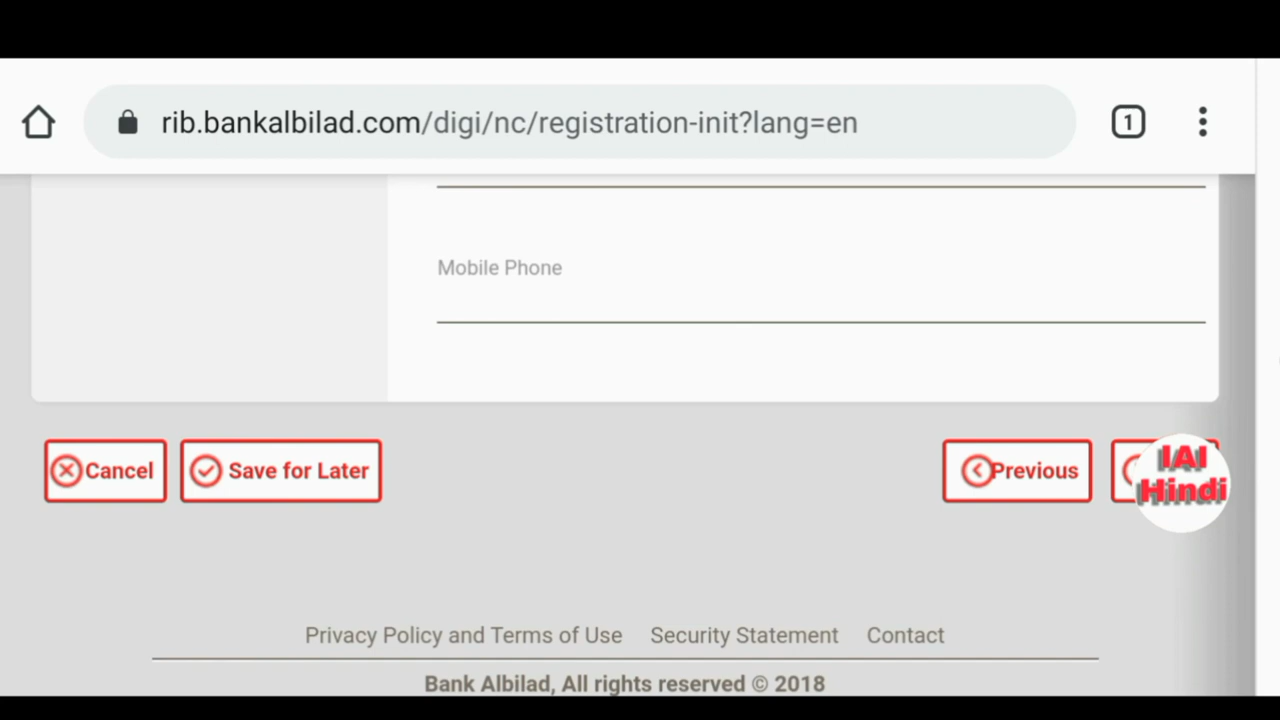 rib.bankalbilad.com/digi/nc/registration-init?lang=en
1
Mobile Phone
Cancel
Save for Later
Previous
IAI
Hindi
Privacy Policy and Terms of Use
Security Statement
Contact
Bank Albilad, All rights reserved © 2018